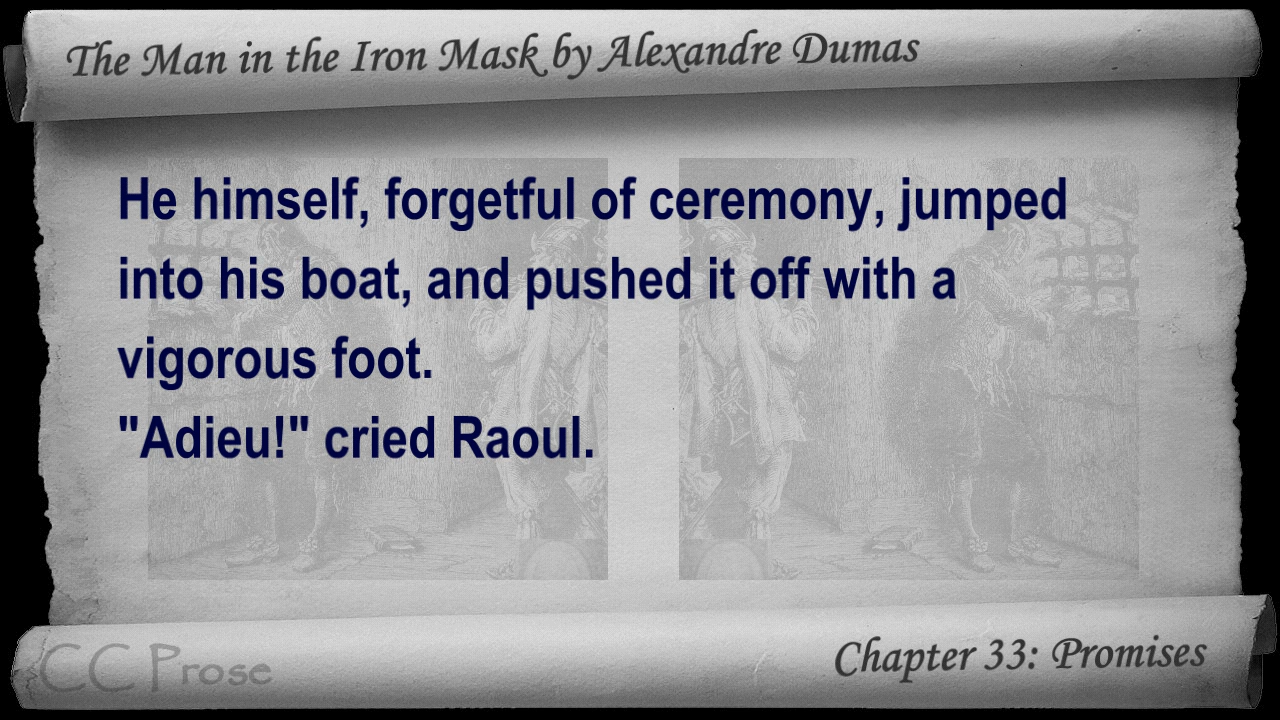 The Man in the Iron Mask by Alexandre Dumas
He himself, forgetful of ceremony, jumped
into his boat, and pushed it off with a
vigorous foot.
"Adieu!" cried Raoul.
CC Prose
Chapter 33: Promises